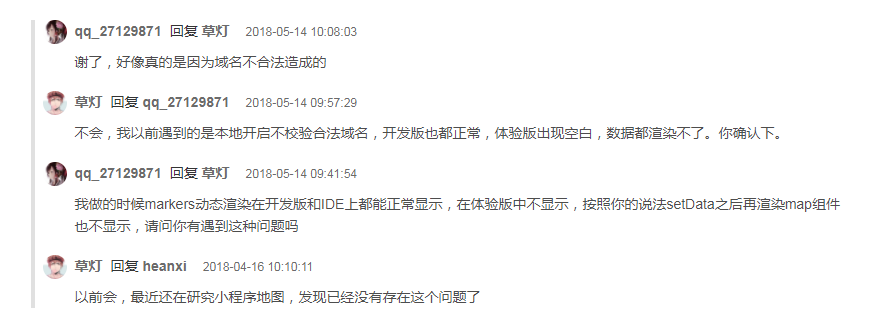 qq_27129871 回复 草灯 2018-05-14 10:08:03
谢了，好像真的是因为域名不合法造成的
草灯 回复 qq_27129871 2018-05-14 09:57:29
不会，我以前遇到的是本地开启不校验合法域名，开发版也都正常，体验版出现空白，数据都渲染不了。你确认下。
qq_27129871 回复 草灯 2018-05-14 09:41:54
我做的时候markers动态渲染在开发版和IDE上都能正常显示，在体验版中不显示，按照你的说法setData之后再渲染map组件
也不显示，请问你有遇到这种问题吗
草灯 回复 heanxi 2018-04-16 10:10:11
以前会，最近还在研究小程序地图，发现已经没有存在这个问题了